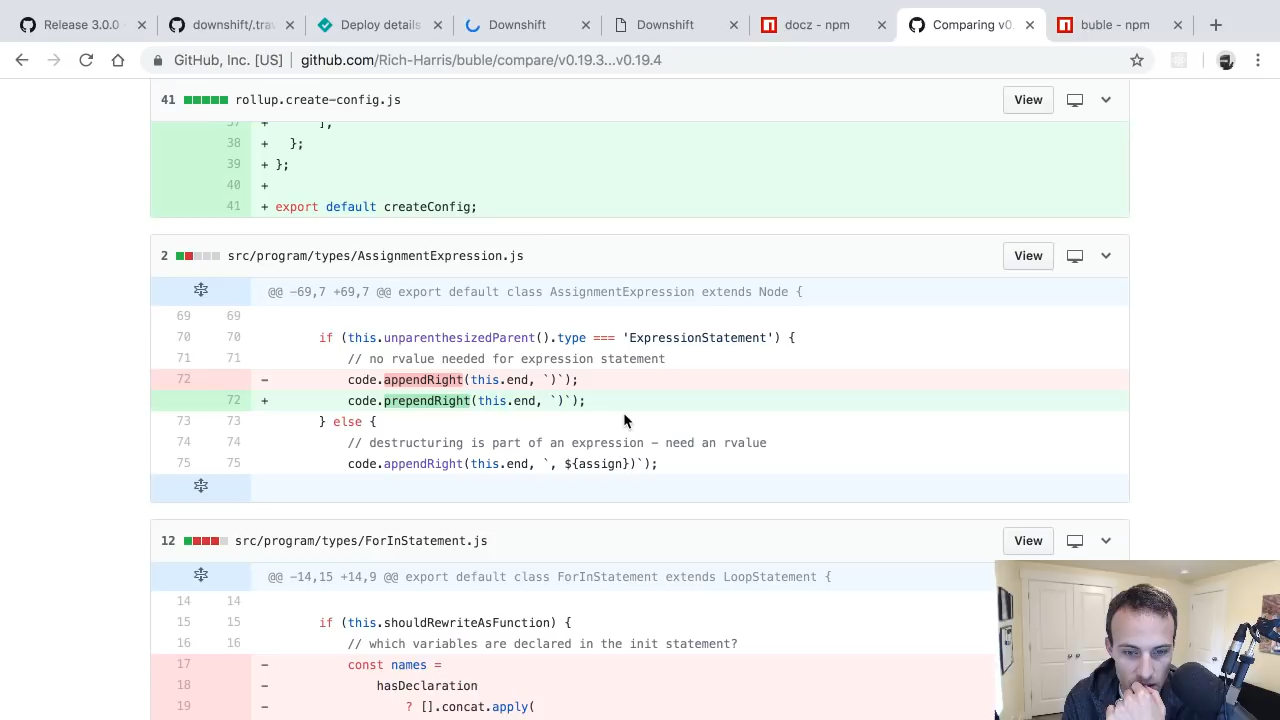 Release 3.0.0
downshift/.trav
Deploy details
Downshift
Downshift
docz - npm
Comparing v0.
buble - npm
GitHub, Inc. [US] github.com/Rich-Harris/buble/compare/v0.19.3...v0.19.4
41 rollup.create-config.js View
37 + ],
38 + };
39 + };
40 +
41 + export default createConfig;
2 src/program/types/AssignmentExpression.js View
@@ -69,7 +69,7 @@ export default class AssignmentExpression extends Node {
69 69
70 70 if (this.unparenthesizedParent().type === 'ExpressionStatement') {
71 71 // no rvalue needed for expression statement
72 - code.appendRight(this.end, `)`);
72 + code.prependRight(this.end, `)`);
73 73 } else {
74 74 // destructuring is part of an expression - need an rvalue
75 75 code.appendRight(this.end, `, ${assign})`);
12 src/program/types/ForInStatement.js View
@@ -14,15 +14,9 @@ export default class ForInStatement extends LoopStatement {
14 14
15 15 if (this.shouldRewriteAsFunction) {
16 16 // which variables are declared in the init statement?
17 - const names =
18 - hasDeclaration
19 - ? [].concat.apply(